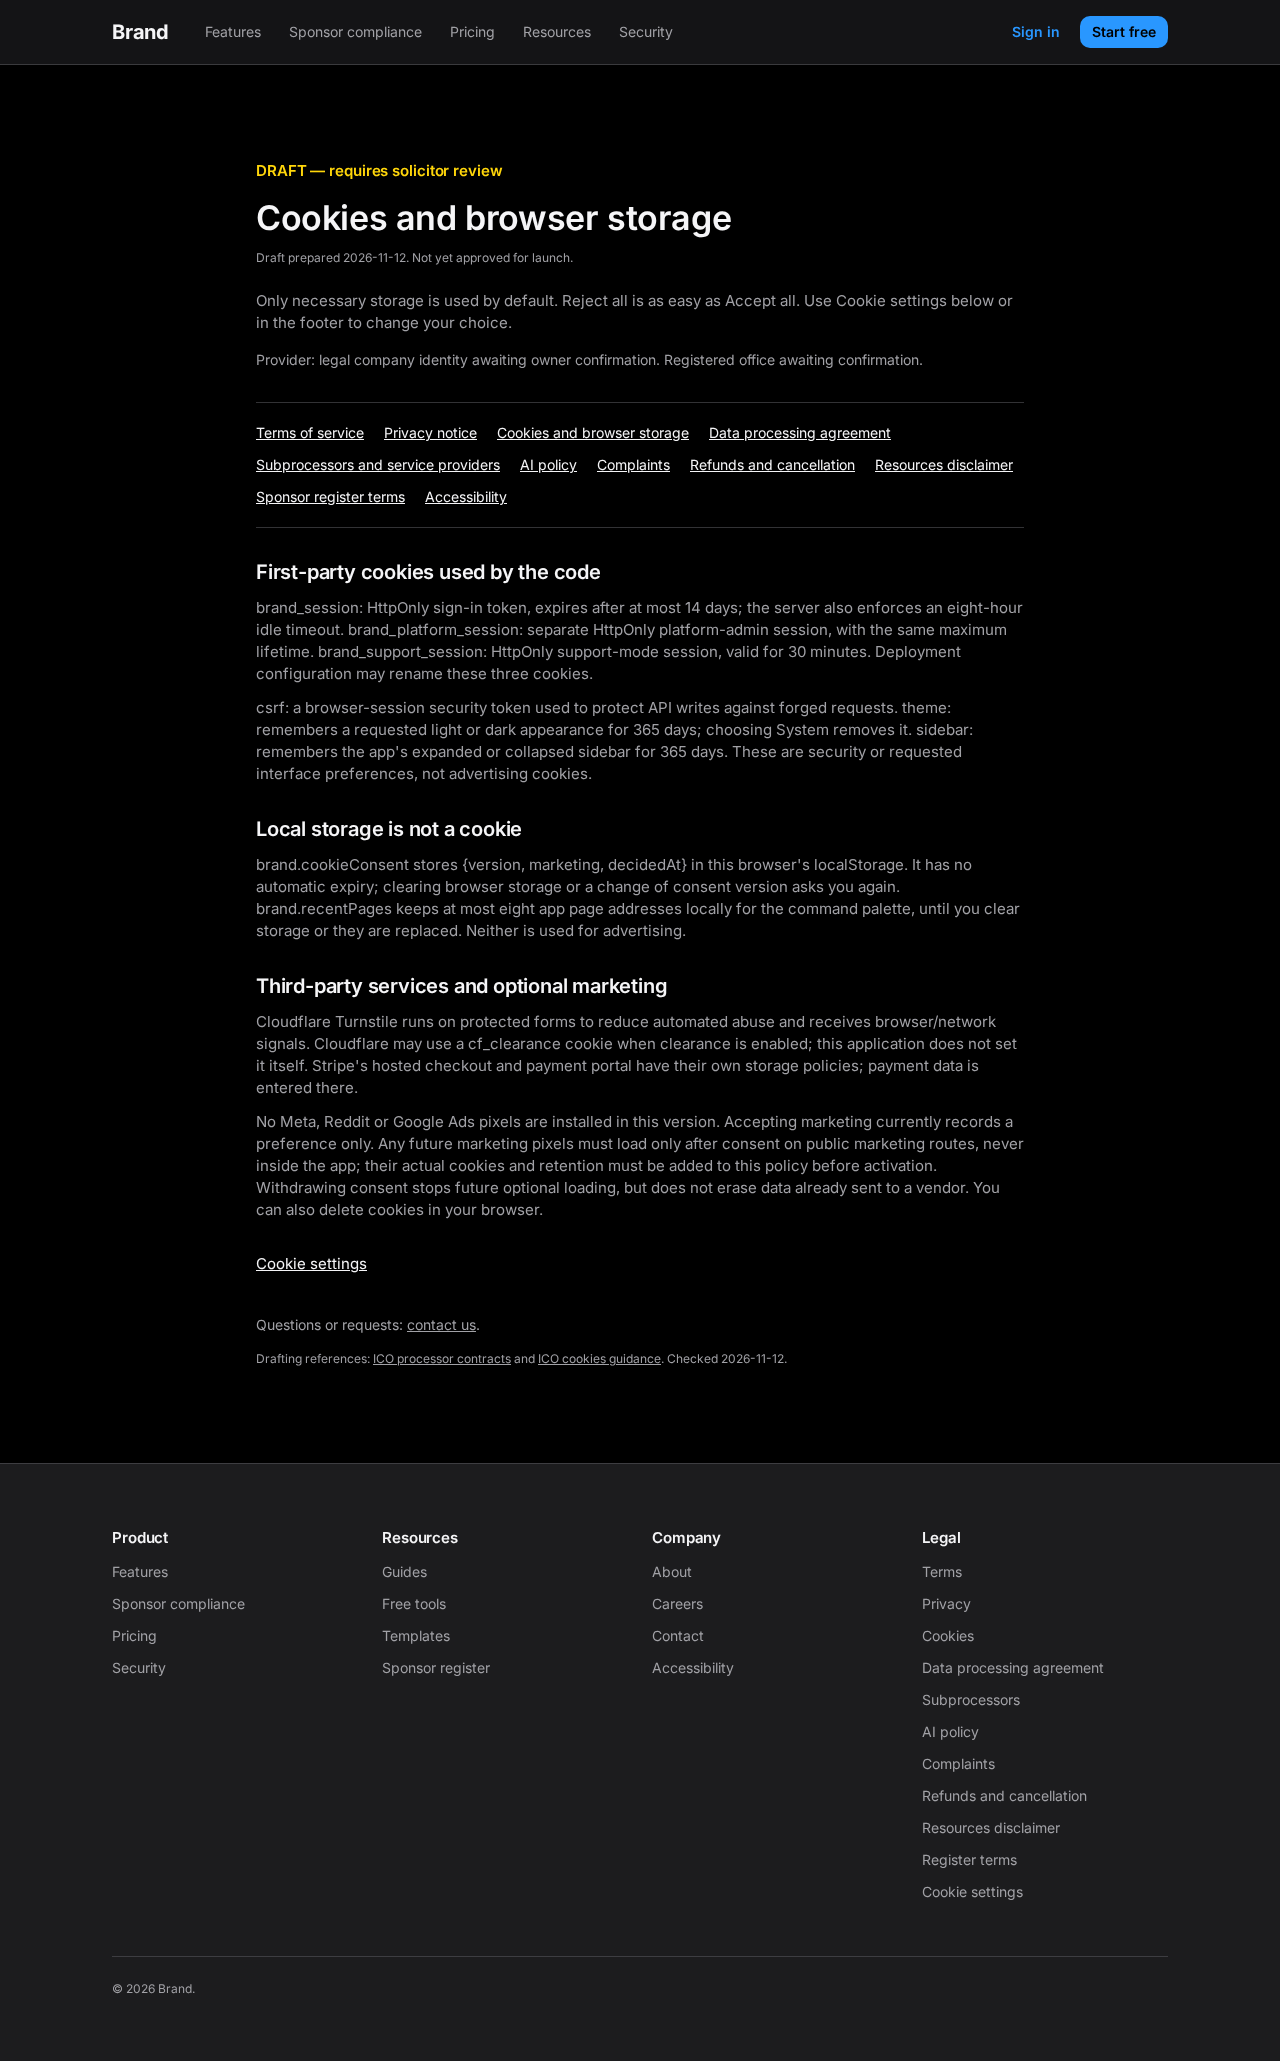 Brand Features Sponsor compliance Pricing Resources Security Sign in Start free
DRAFT — requires solicitor review
Cookies and browser storage
Draft prepared 2026-11-12. Not yet approved for launch.
Only necessary storage is used by default. Reject all is as easy as Accept all. Use Cookie settings below or
in the footer to change your choice.
Provider: legal company identity awaiting owner confirmation. Registered office awaiting confirmation.
Terms of service Privacy notice Cookies and browser storage Data processing agreement
Subprocessors and service providers AI policy Complaints Refunds and cancellation Resources disclaimer
Sponsor register terms Accessibility
First-party cookies used by the code
brand_session: HttpOnly sign-in token, expires after at most 14 days; the server also enforces an eight-hour
idle timeout. brand_platform_session: separate HttpOnly platform-admin session, with the same maximum
lifetime. brand_support_session: HttpOnly support-mode session, valid for 30 minutes. Deployment
configuration may rename these three cookies.
csrf: a browser-session security token used to protect API writes against forged requests. theme:
remembers a requested light or dark appearance for 365 days; choosing System removes it. sidebar:
remembers the app's expanded or collapsed sidebar for 365 days. These are security or requested
interface preferences, not advertising cookies.
Local storage is not a cookie
brand.cookieConsent stores {version, marketing, decidedAt} in this browser's localStorage. It has no
automatic expiry; clearing browser storage or a change of consent version asks you again.
brand.recentPages keeps at most eight app page addresses locally for the command palette, until you clear
storage or they are replaced. Neither is used for advertising.
Third-party services and optional marketing
Cloudflare Turnstile runs on protected forms to reduce automated abuse and receives browser/network
signals. Cloudflare may use a cf_clearance cookie when clearance is enabled; this application does not set
it itself. Stripe's hosted checkout and payment portal have their own storage policies; payment data is
entered there.
No Meta, Reddit or Google Ads pixels are installed in this version. Accepting marketing currently records a
preference only. Any future marketing pixels must load only after consent on public marketing routes, never
inside the app; their actual cookies and retention must be added to this policy before activation.
Withdrawing consent stops future optional loading, but does not erase data already sent to a vendor. You
can also delete cookies in your browser.
Cookie settings
Questions or requests: contact us.
Drafting references: ICO processor contracts and ICO cookies guidance. Checked 2026-11-12.
Product
Features
Sponsor compliance
Pricing
Security
Resources
Guides
Free tools
Templates
Sponsor register
Company
About
Careers
Contact
Accessibility
Legal
Terms
Privacy
Cookies
Data processing agreement
Subprocessors
AI policy
Complaints
Refunds and cancellation
Resources disclaimer
Register terms
Cookie settings
© 2026 Brand.